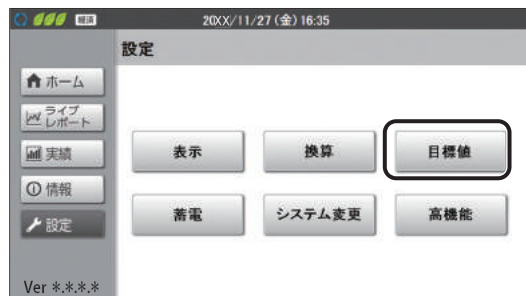 経済 20XX/11/27(金)16:35
設定
ホーム
ライブ
レポート
実績
情報
設定
表示 換算 目標値
蓄電 システム変更 高機能
Ver *.*.*.*